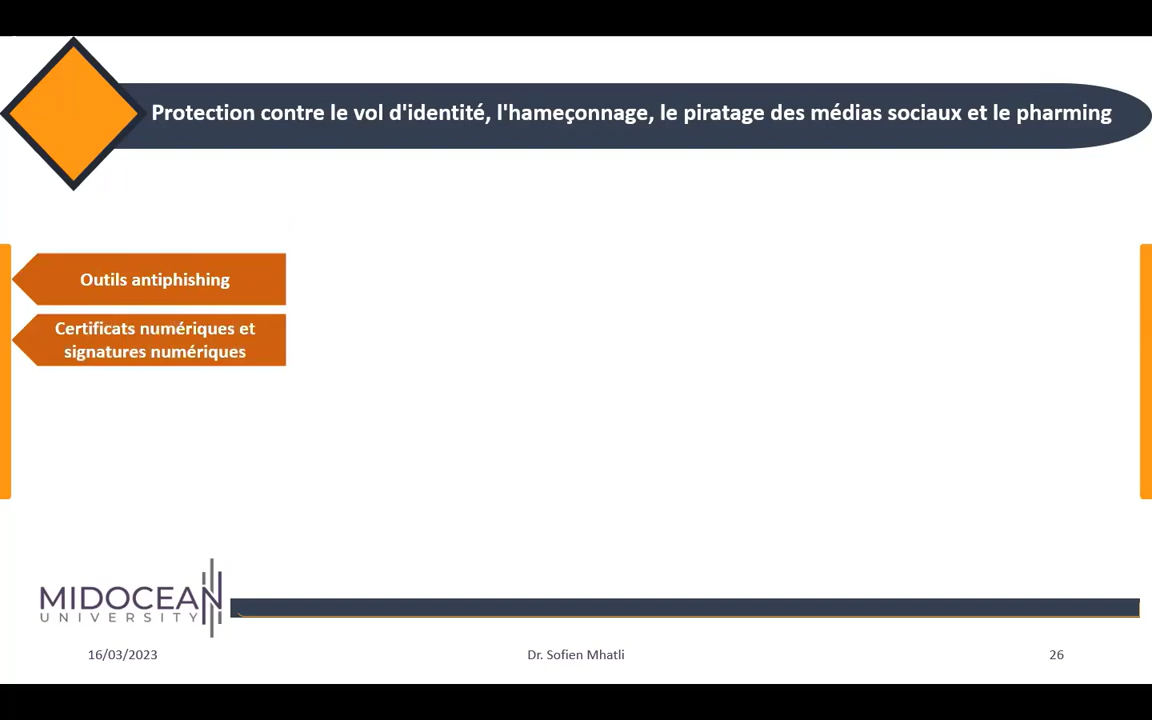 Protection contre le vol d'identité, l'hameçonnage, le piratage des médias sociaux et le pharming
Outils antiphishing
Certificats numériques et
signatures numériques
MIDOCEAN
UNIVERSITY
16/03/2023
Dr. Sofien Mhatli
26